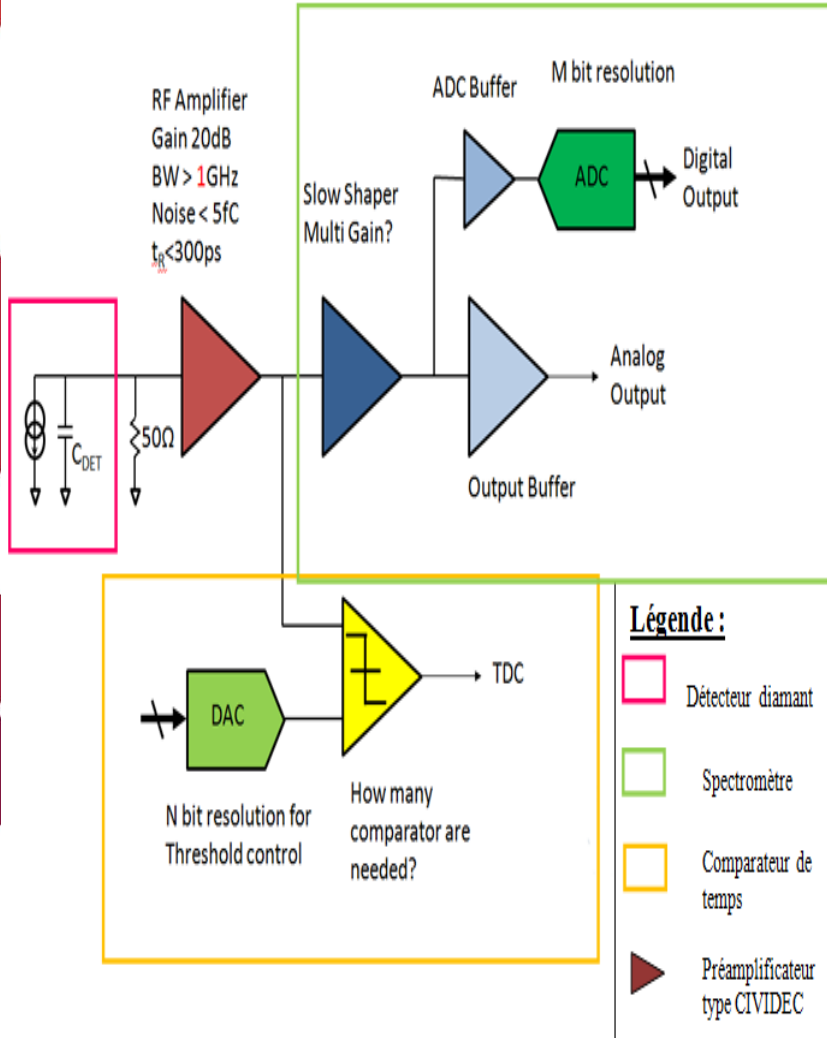 RF Amplifier
Gain 20dB
BW > 1GHz
Noise < 5fC
tR<300ps
Slow Shaper
Multi Gain?
ADC Buffer
M bit resolution
ADC
Digital
Output
Analog
Output
Output Buffer
CDET
50Ω
DAC
TDC
N bit resolution for
Threshold control
How many
comparator are
needed?
Légende :
Détecteur diamant
Spectromètre
Comparateur de
temps
Préamplificateur
type CIVIDEC